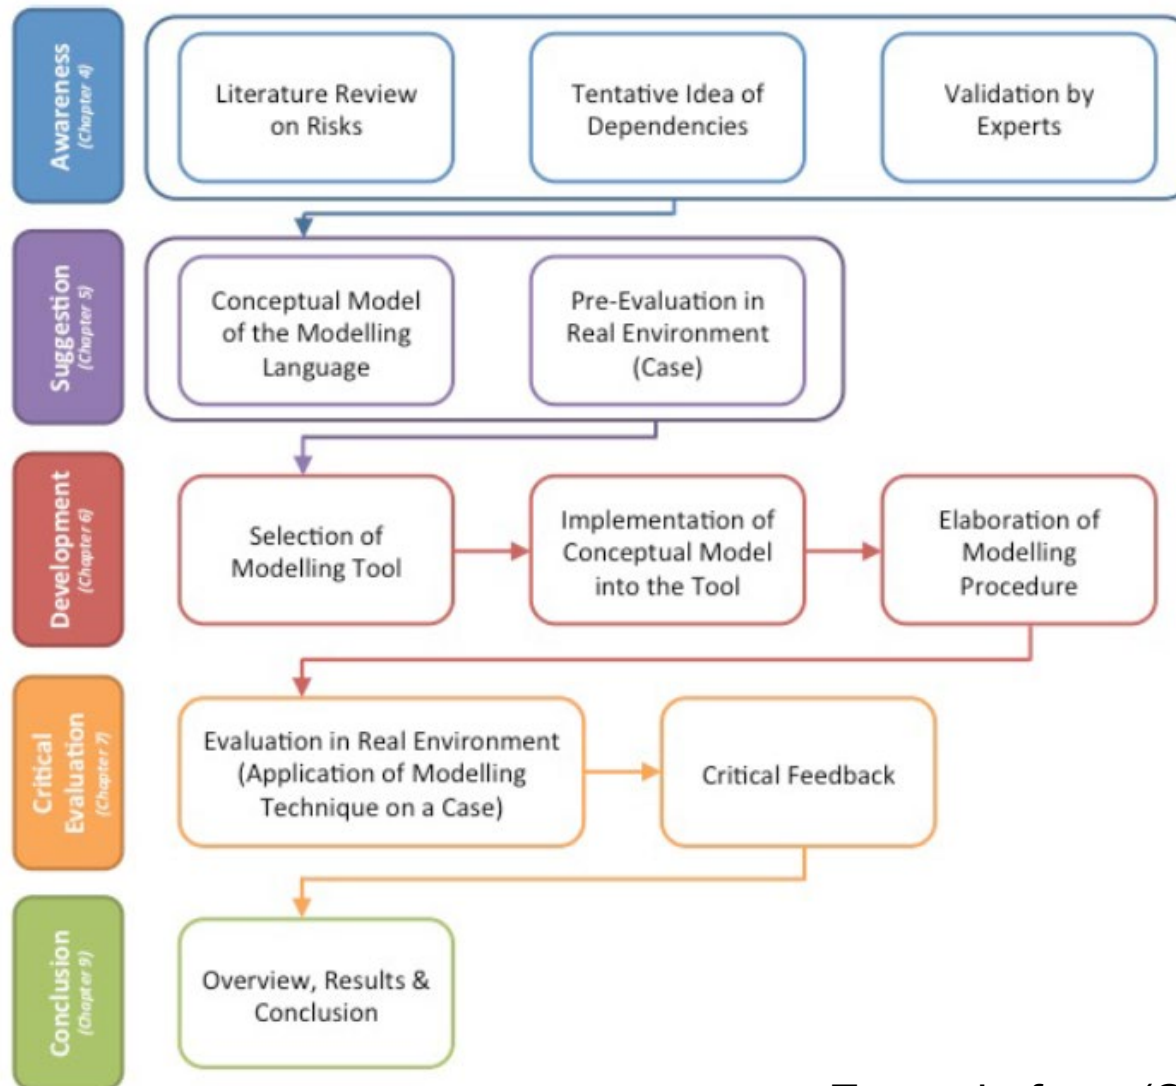 Awareness
(Chapter 4)
Literature Review
on Risks
Tentative Idea of
Dependencies
Validation by
Experts
Suggestion
(Chapter 5)
Conceptual Model
of the Modelling
Language
Pre-Evaluation in
Real Environment
(Case)
Development
(Chapter 6)
Selection of
Modelling Tool
Implementation of
Conceptual Model
into the Tool
Elaboration of
Modelling
Procedure
Critical
Evaluation
(Chapter 7)
Evaluation in Real Environment
(Application of Modelling
Technique on a Case)
Critical Feedback
Conclusion
(Chapter 9)
Overview, Results &
Conclusion